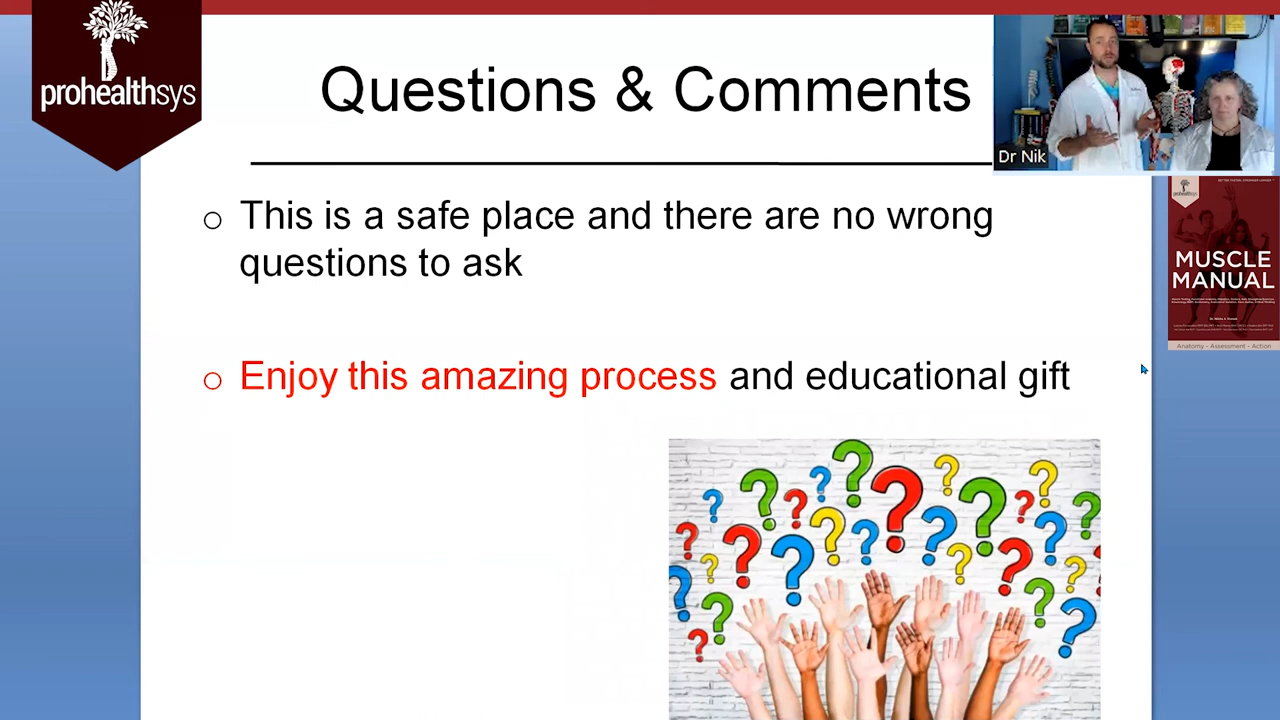 prohealthsys
Questions & Comments
Dr Nik
This is a safe place and there are no wrong
questions to ask
Enjoy this amazing process and educational gift
prohealthsys
MUSCLE
MANUAL
Anatomy - Assessment - Action